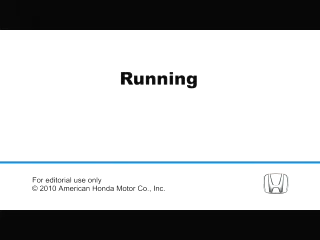 Running
For editorial use only
© 2010 American Honda Motor Co., Inc.